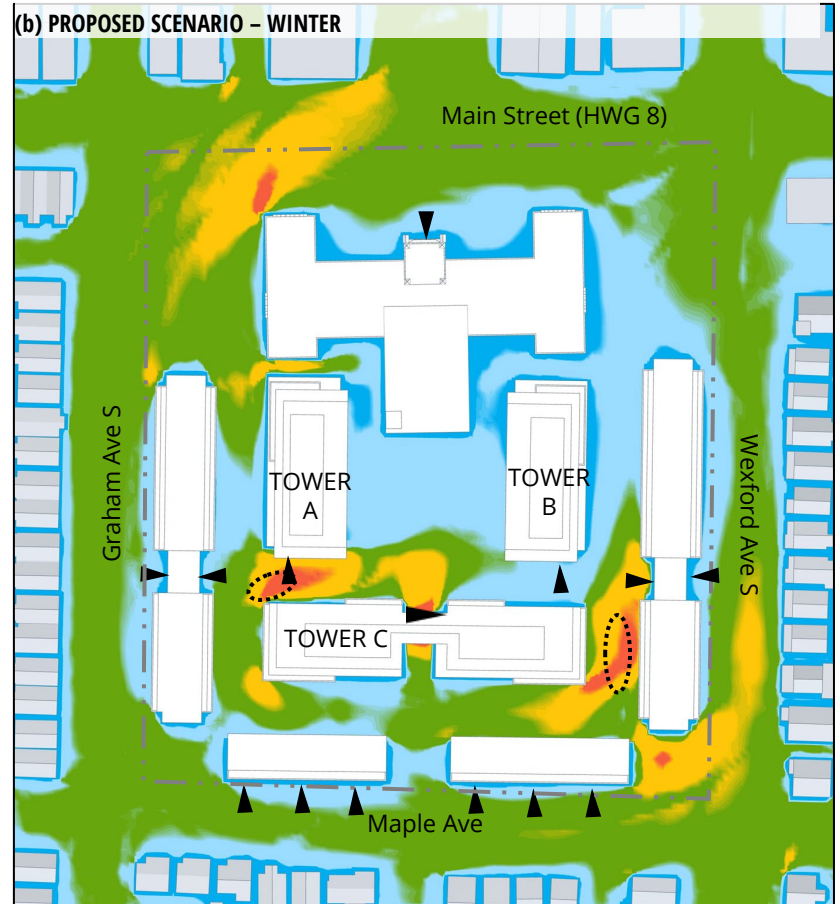 (b) PROPOSED SCENARIO – WINTER
Main Street (HWG 8)
Graham Ave S
Wexford Ave S
TOWER
A
TOWER
B
TOWER C
Maple Ave